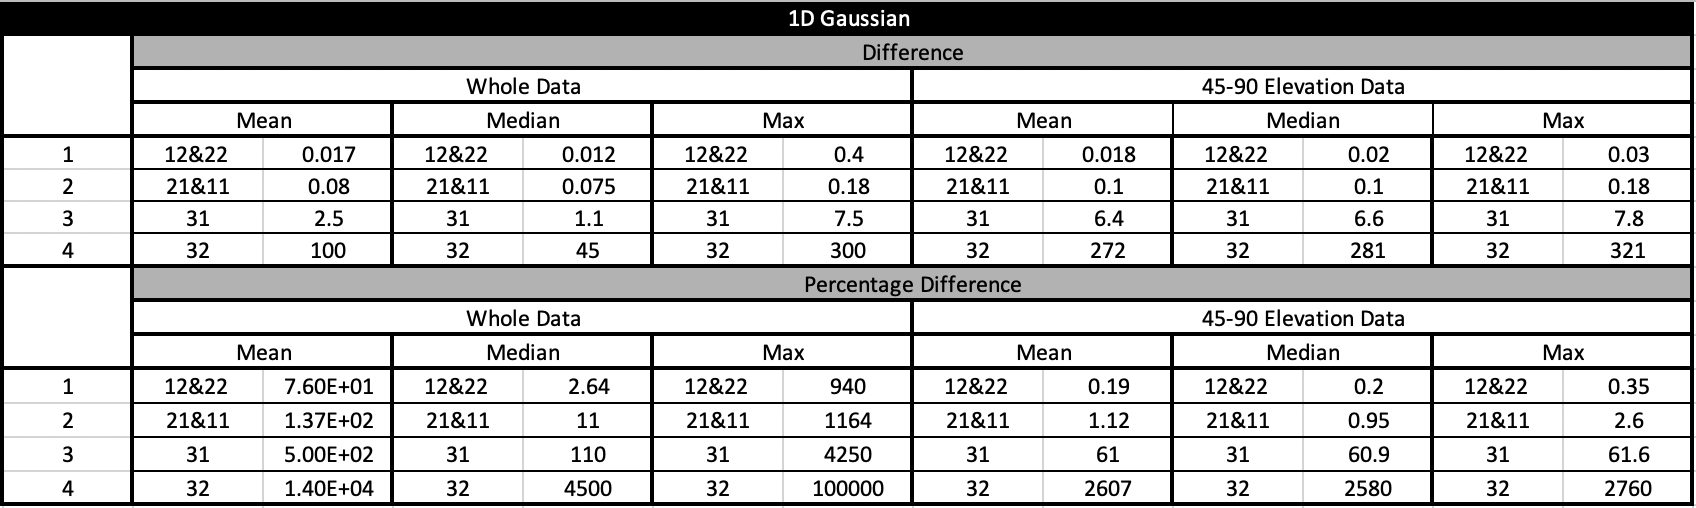 1D Gaussian
Difference
Whole Data 45-90 Elevation Data
Mean Median Max Mean Median Max
1 12&22 0.017 12&22 0.012 12&22 0.4 12&22 0.018 12&22 0.02 12&22 0.03
2 21&11 0.08 21&11 0.075 21&11 0.18 21&11 0.1 21&11 0.1 21&11 0.18
3 31 2.5 31 1.1 31 7.5 31 6.4 31 6.6 31 7.8
4 32 100 32 45 32 300 32 272 32 281 32 321
Percentage Difference
Whole Data 45-90 Elevation Data
Mean Median Max Mean Median Max
1 12&22 7.60E+01 12&22 2.64 12&22 940 12&22 0.19 12&22 0.2 12&22 0.35
2 21&11 1.37E+02 21&11 11 21&11 1164 21&11 1.12 21&11 0.95 21&11 2.6
3 31 5.00E+02 31 110 31 4250 31 61 31 60.9 31 61.6
4 32 1.40E+04 32 4500 32 100000 32 2607 32 2580 32 2760